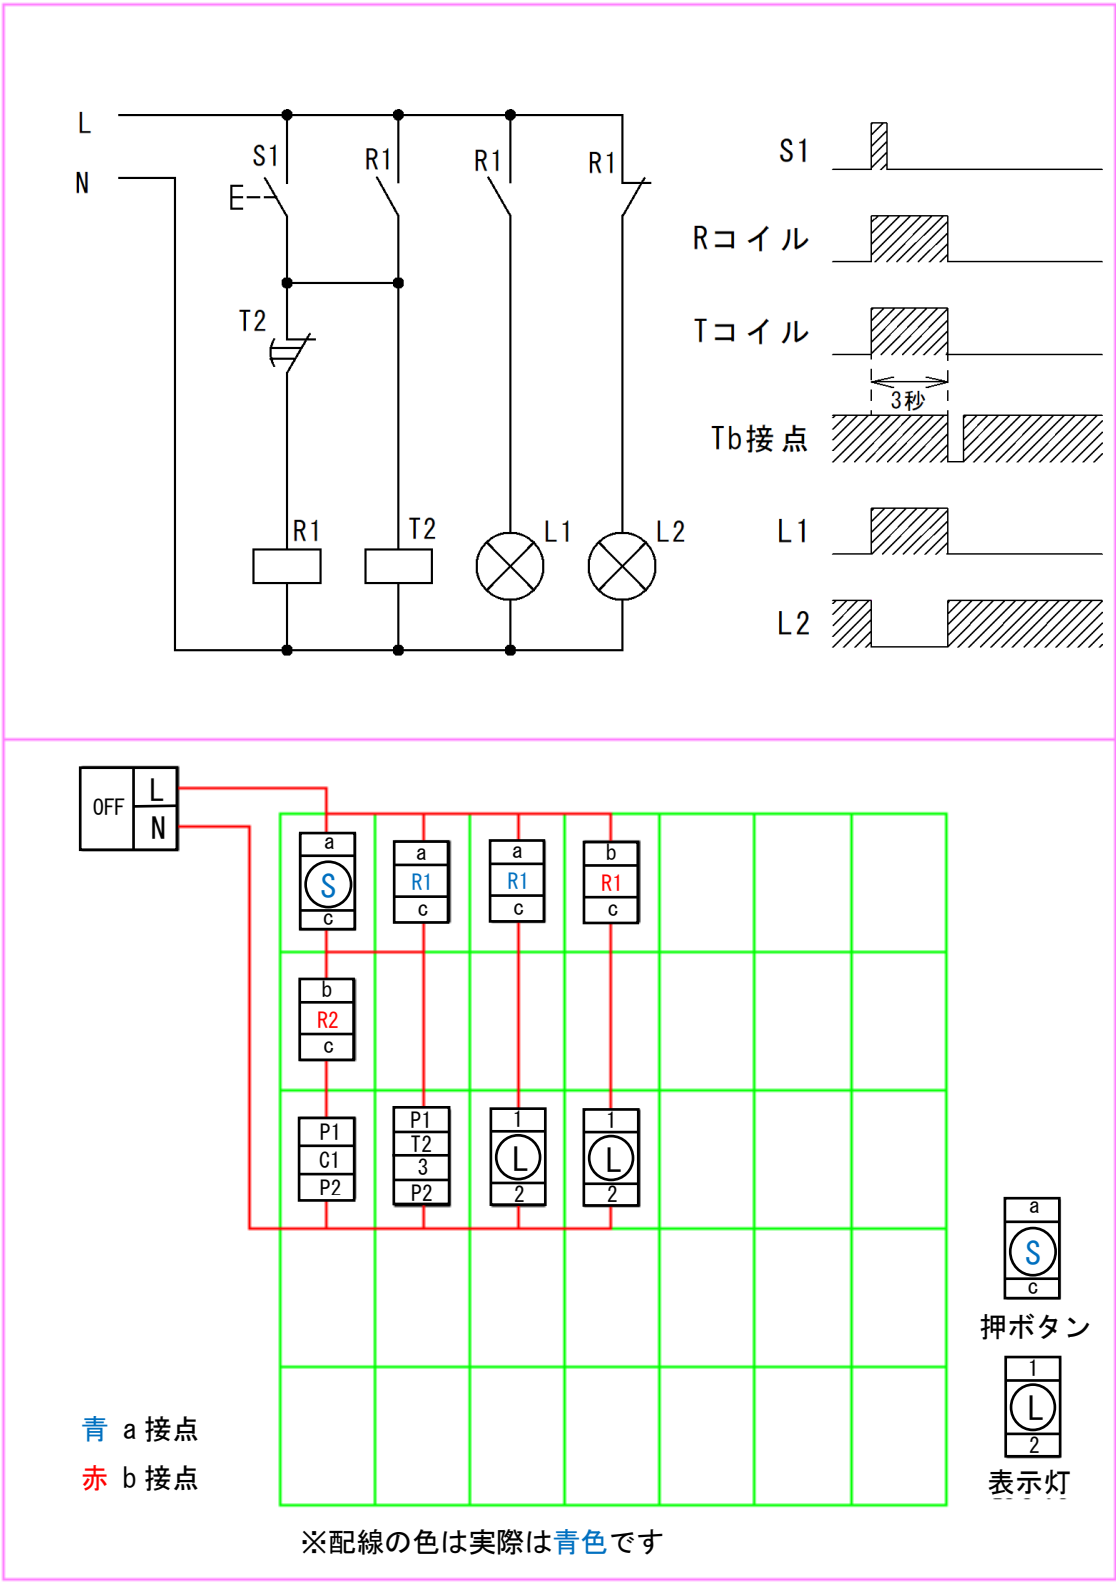 L
N
S1
R1
R1
R1
E
T2
R1
T2
L1
L2
S1
Rコイル
Tコイル
3秒
Tb接点
L1
L2
OFF
L
N
a
S
c
a
R1
c
a
R1
c
b
R1
c
b
R2
c
P1
C1
P2
P1
T2
3
P2
1
L
2
1
L
2
a
S
c
押ボタン
1
L
2
表示灯
青 a 接点
赤 b 接点
※配線の色は実際は青色です